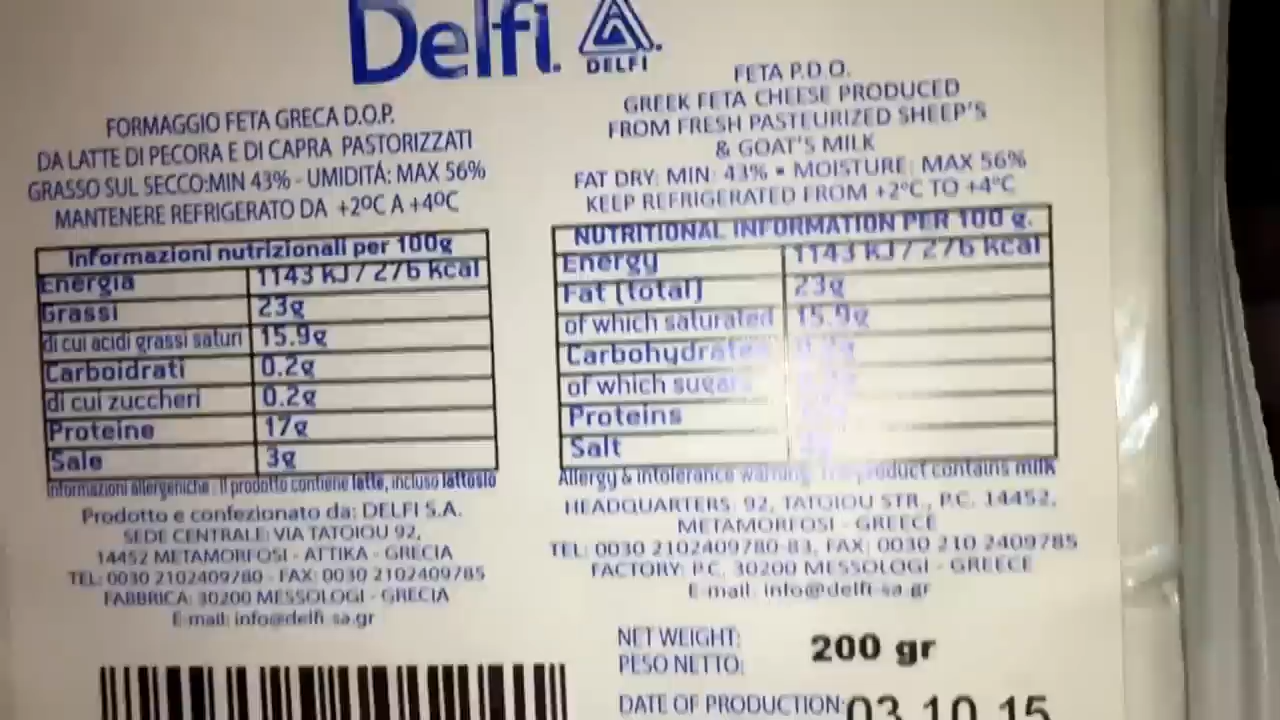 Delfi.
DELFI
FORMAGGIO FETA GRECA D.O.P.
DA LATTE DI PECORA E DI CAPRA PASTORIZZATI
GRASSO SUL SECCO:MIN 43% - UMIDITÁ: MAX 56%
MANTENERE REFRIGERATO DA +2ºC A +4ºC
Informazioni nutrizionali per 100g
Energia 1143 kJ / 276 kcal
Grassi 23g
di cui acidi grassi saturi 15.9g
Carboidrati 0.2g
di cui zuccheri 0.2g
Proteine 17g
Sale 3g
Informazioni allergeniche : Il prodotto contiene latte, incluso lattosio
Prodotto e confezionato da: DELFI S.A.
SEDE CENTRALE: VIA TATOIOU 92,
14452 METAMORFOSI - ATTIKA - GRECIA
TEL: 0030 2102409780 - FAX: 0030 2102409785
FABBRICA: 30200 MESSOLOGI - GRECIA
E-mail: info@delfi-sa.gr
FETA P.D.O.
GREEK FETA CHEESE PRODUCED
FROM FRESH PASTEURIZED SHEEP'S
& GOAT'S MILK
FAT DRY: MIN: 43% • MOISTURE: MAX 56%
KEEP REFRIGERATED FROM +2ºC TO +4ºC
NUTRITIONAL INFORMATION PER 100 g.
Energy 1143 KJ / 276 kcal
Fat (total) 23g
of which saturated 15.9g
Carbohydrates
of which sugars
Proteins
Salt
Allergy & intolerance warning: product contains milk
HEADQUARTERS: 92, TATOIOU STR., P.C. 14452,
METAMORFOSI - GREECE
TEL: 0030 2102409780-83, FAX: 0030 210 2409785
FACTORY: P.C. 30200 MESSOLOGI - GREECE
E-mail: info@delfi-sa.gr
NET WEIGHT: 200 gr
PESO NETTO:
DATE OF PRODUCTION: 03 10 15